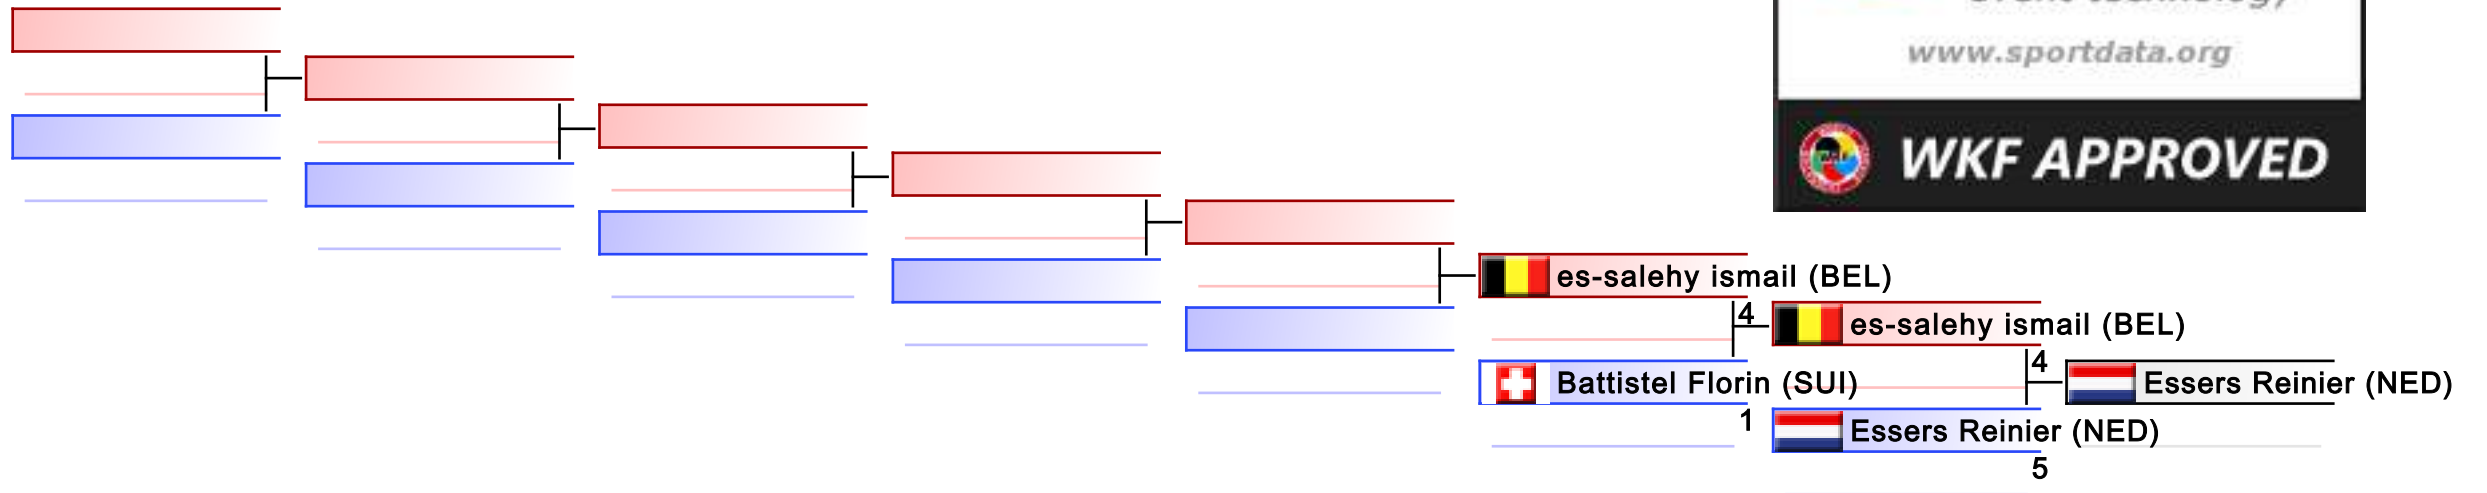 www.sportdata.org
WKF APPROVED
es-salehy ismail (BEL)
4
es-salehy ismail (BEL)
4
Battistel Florin (SUI)
Essers Reinier (NED)
1
Essers Reinier (NED)
5